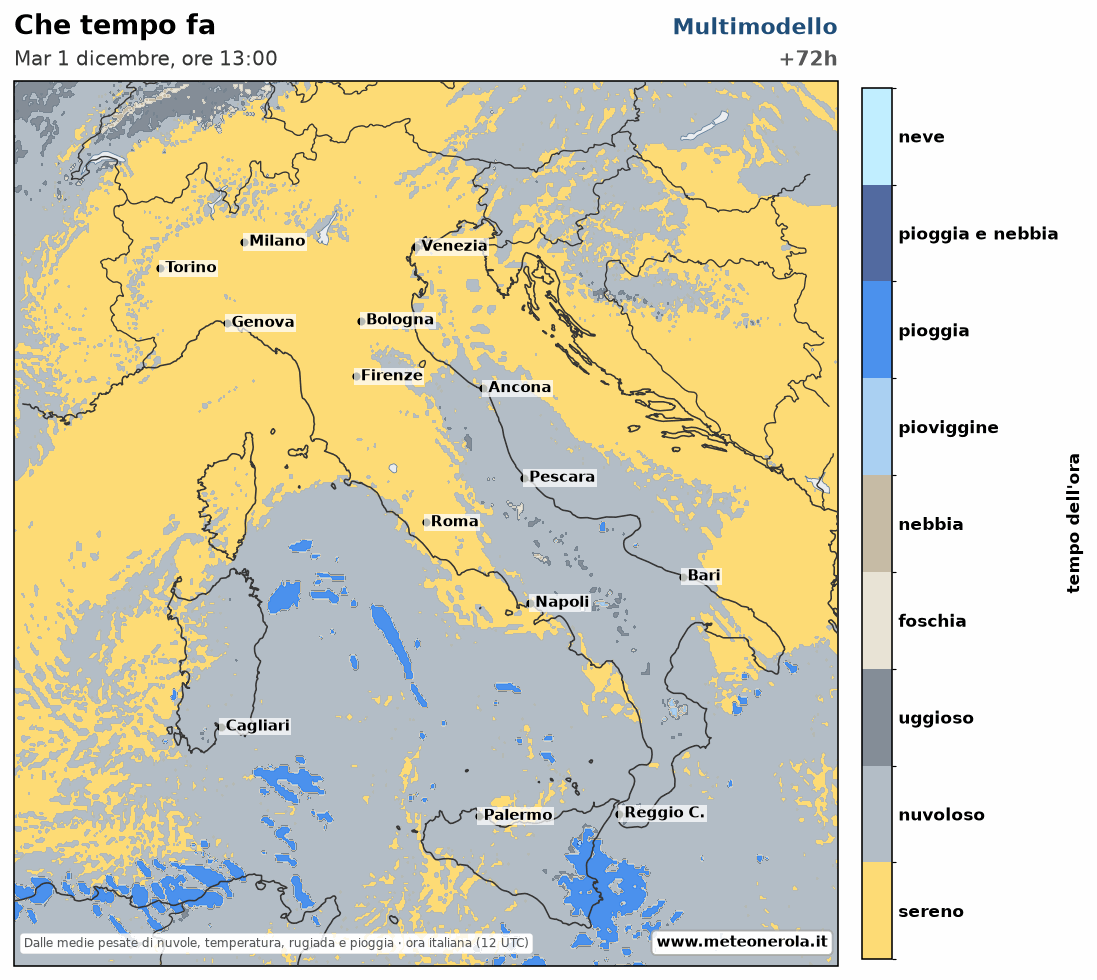 Che tempo fa
Multimodello
Mar 1 dicembre, ore 13:00
+72h
neve
pioggia e nebbia
pioggia
pioviggine
nebbia
foschia
uggioso
nuvoloso
sereno
tempo dell'ora
Milano
Venezia
Torino
Genova
Bologna
Firenze
Ancona
Pescara
Roma
Bari
Napoli
Cagliari
Palermo
Reggio C.
Dalle medie pesate di nuvole, temperatura, rugiada e pioggia · ora italiana (12 UTC)
www.meteonerola.it